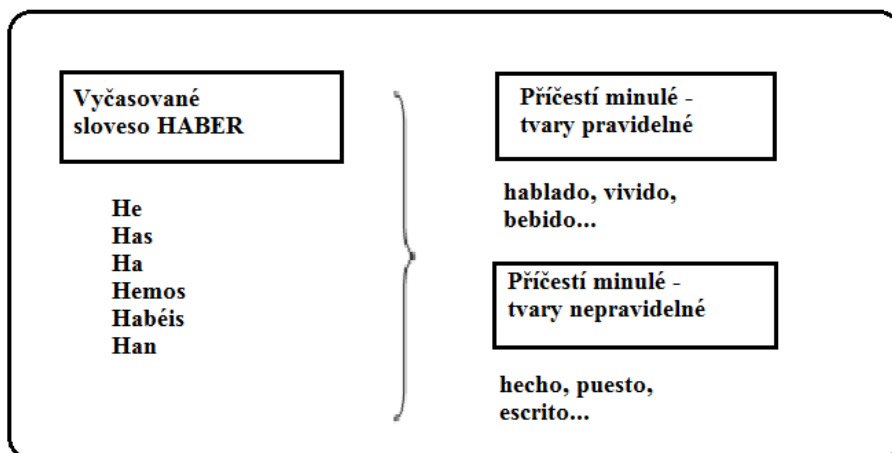 Vyčasované
sloveso HABER
He
Has
Ha
Hemos
Habéis
Han
Příčestí minulé -
tvary pravidelné
hablado, vivido,
bebido...
Příčestí minulé -
tvary nepravidelné
hecho, puesto,
escrito...